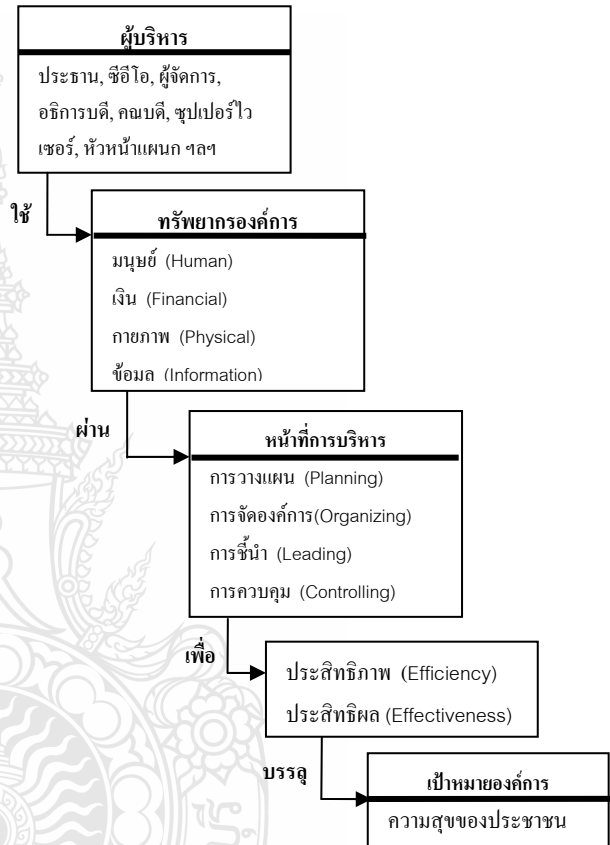 ผู้บริหาร
ประธาน, ซีอีโอ, ผู้จัดการ,
อธิการบดี, คณบดี, ซุปเปอร์ไว
เซอร์, หัวหน้าแผนก ฯลฯ
ใช้
ทรัพยากรองค์การ
มนุษย์ (Human)
เงิน (Financial)
กายภาพ (Physical)
ข้อมูล (Information)
ผ่าน
หน้าที่การบริหาร
การวางแผน (Planning)
การจัดองค์การ(Organizing)
การชี้นำ (Leading)
การควบคุม (Controlling)
เพื่อ
ประสิทธิภาพ (Efficiency)
ประสิทธิผล (Effectiveness)
บรรลุ
เป้าหมายองค์การ
ความสุขของประชาชน